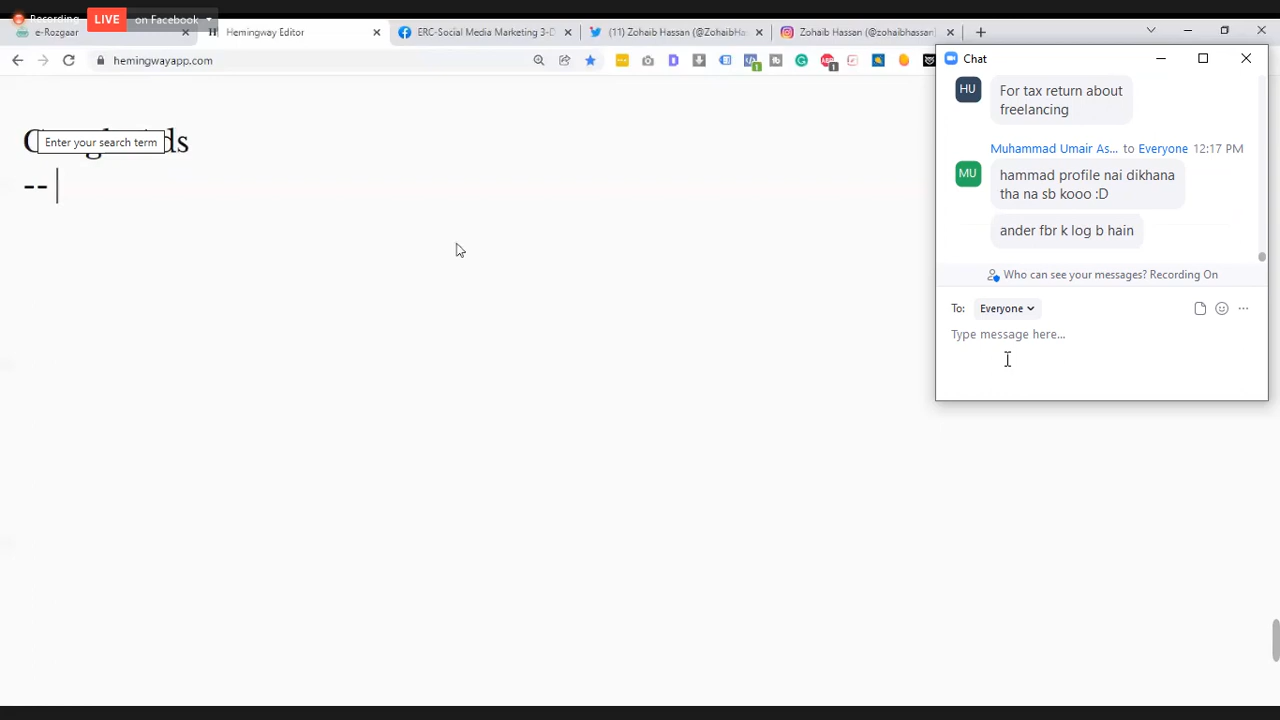 Recording
LIVE
on Facebook
e-Rozgaar
Hemingway Editor
ERC-Social Media Marketing 3-D
(11) Zohaib Hassan (@ZohaibHas
Zohaib Hassan (@zohaibhassan
hemingwayapp.com
Enter your search term
--
Chat
HU
For tax return about
freelancing
Muhammad Umair As... to Everyone 12:17 PM
MU
hammad profile nai dikhana
tha na sb kooo :D
ander fbr k log b hain
Who can see your messages? Recording On
To: Everyone
Type message here...